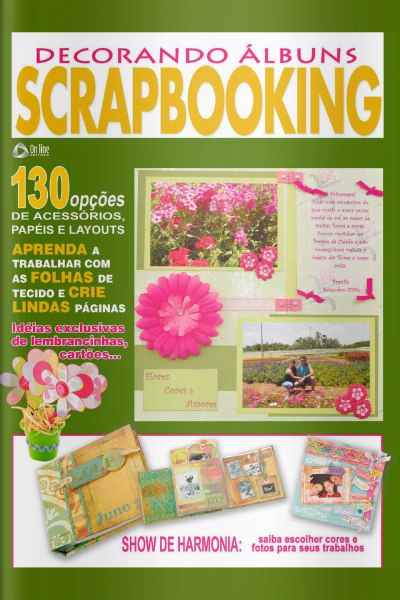 DECORANDO ÁLBUNS
SCRAPBOOKING
On line
EDITORA
130 opções
DE ACESSÓRIOS,
PAPÉIS E LAYOUTS
APRENDA A
TRABALHAR COM
AS FOLHAS DE
TECIDO E CRIE
LINDAS PÁGINAS
Idéias exclusivas
de lembrancinhas,
cartões...
Primavera!
Flores
Cores &
Amores
SHOW DE HARMONIA: saiba escolher cores e
fotos para seus trabalhos